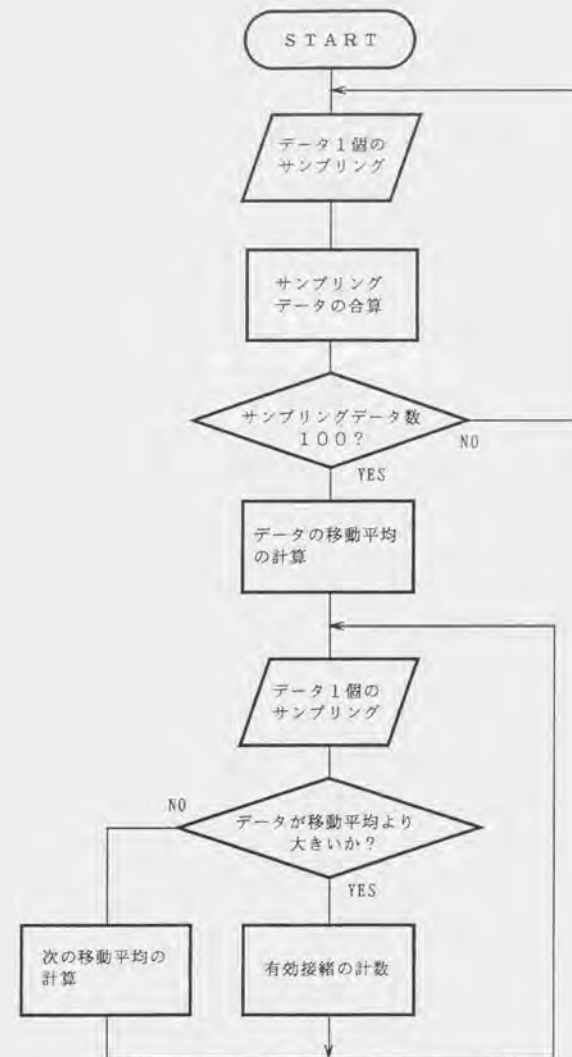 START
データ1個の
サンプリング
サンプリング
データの合算
サンプリングデータ数
100?
NO
YES
データの移動平均
の計算
データ1個の
サンプリング
NO
データが移動平均より
大きいか?
YES
次の移動平均の
計算
有効接緒の計数